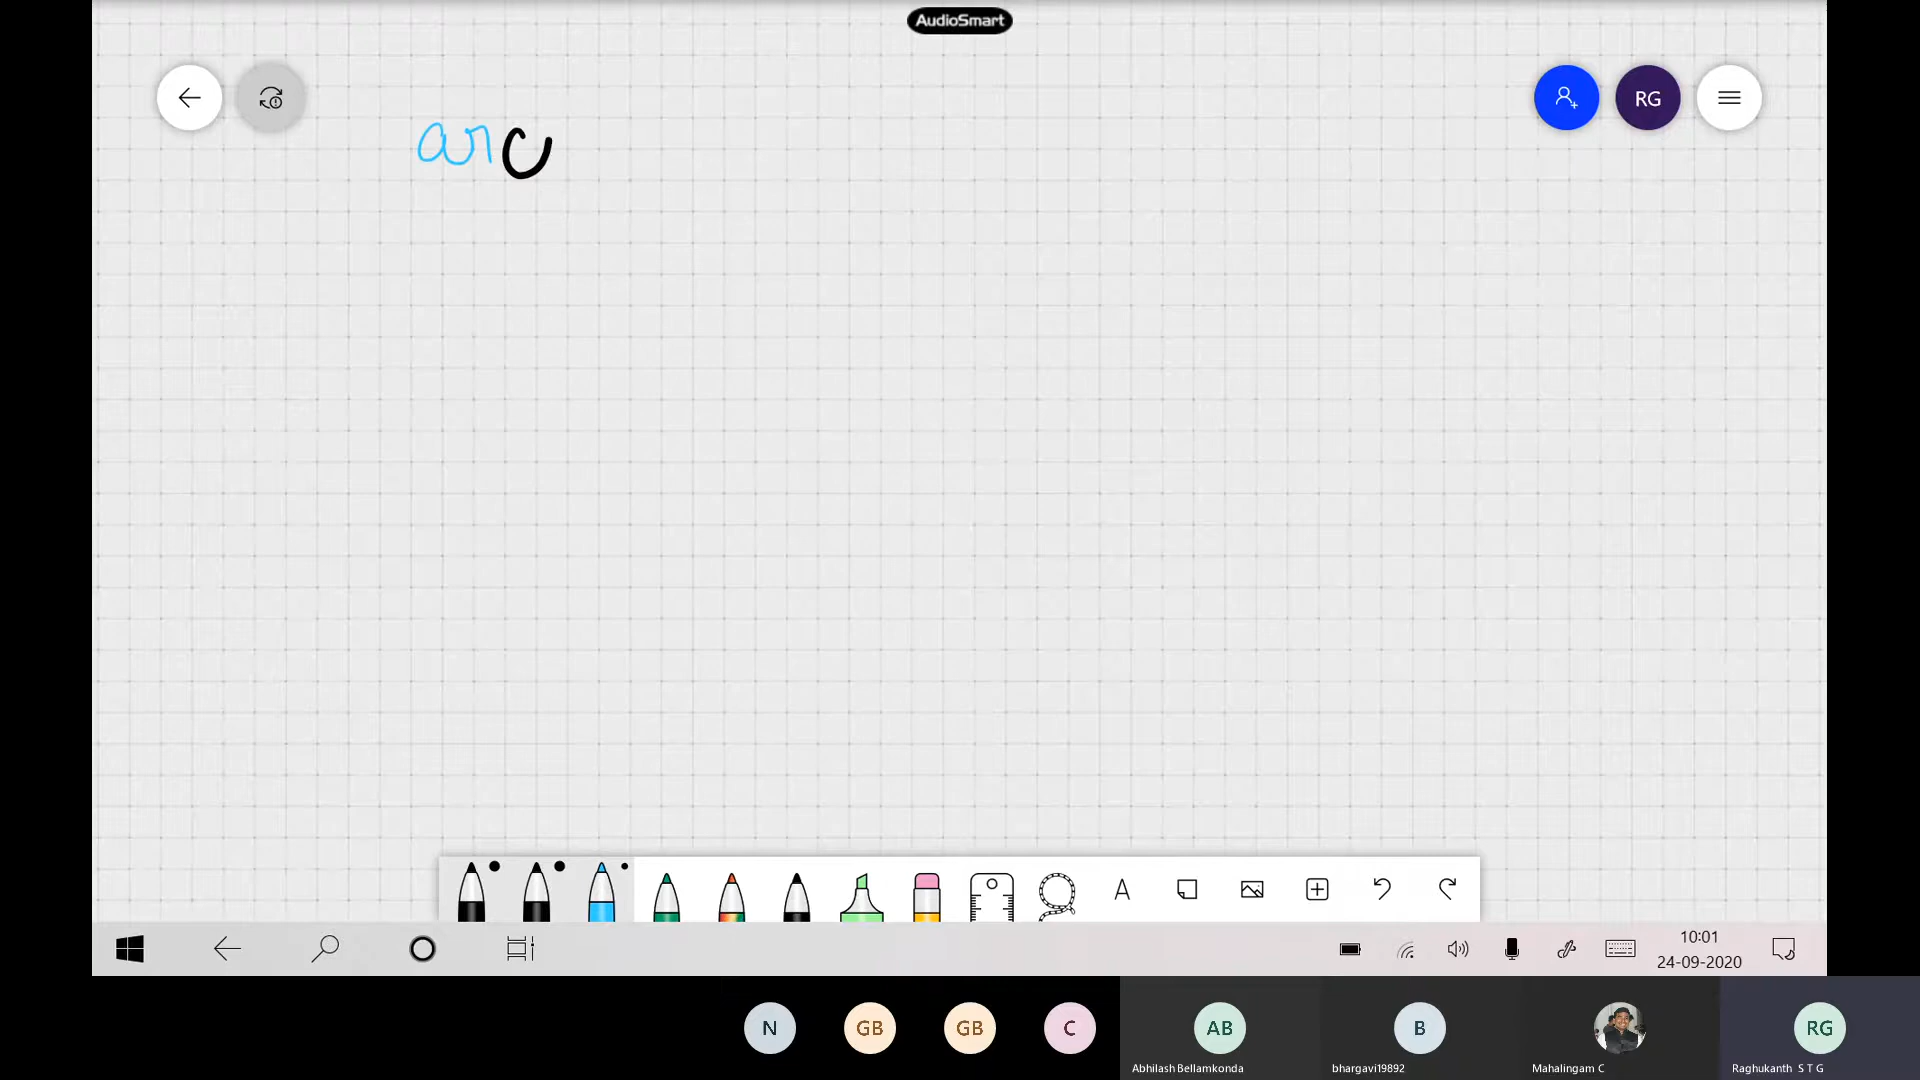 AudioSmart
RG
arc
A
10:01
24-09-2020
N
GB
GB
C
AB
B
RG
Abhilash Bellamkonda
bhargavi19892
Mahalingam C
Raghukanth S T G